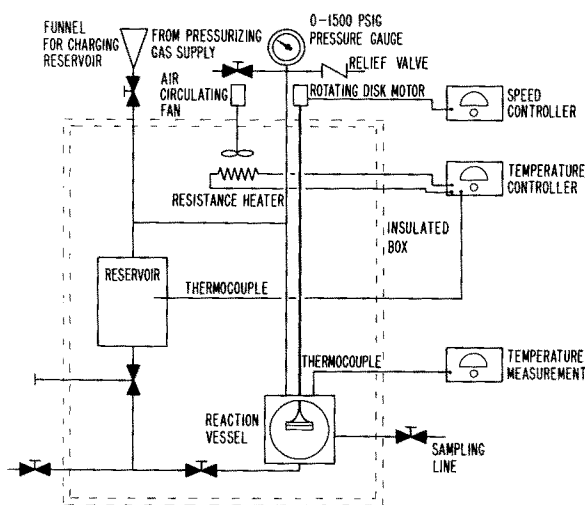 FUNNEL
FOR CHARGING
RESERVOIR
FROM PRESSURIZING
GAS SUPPLY
0-1500 PSIG
PRESSURE GAUGE
RELIEF VALVE
AIR
CIRCULATING
FAN
ROTATING DISK MOTOR
SPEED
CONTROLLER
TEMPERATURE
CONTROLLER
RESISTANCE HEATER
INSULATED
BOX
RESERVOIR
THERMOCOUPLE
THERMOCOUPLE
TEMPERATURE
MEASUREMENT
REACTION
VESSEL
SAMPLING
LINE